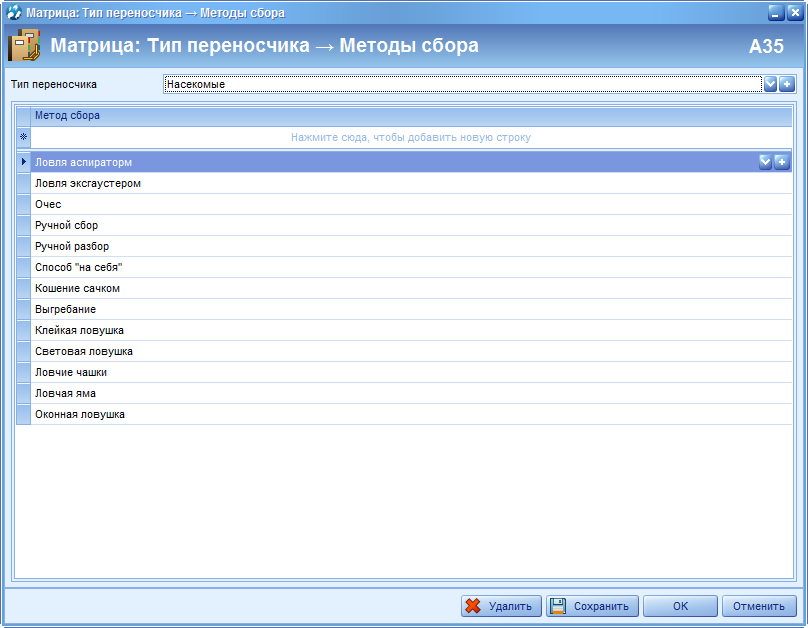 Матрица: Тип переносчика → Методы сбора
Матрица: Тип переносчика → Методы сбора A35
Тип переносчика Насекомые
Метод сбора
Нажмите сюда, чтобы добавить новую строку
Ловля аспиратором
Ловля эксгаустером
Очес
Ручной сбор
Ручной разбор
Способ "на себя"
Кошение сачком
Выгребание
Клейкая ловушка
Световая ловушка
Ловчие чашки
Ловчая яма
Оконная ловушка
Удалить Сохранить OK Отменить